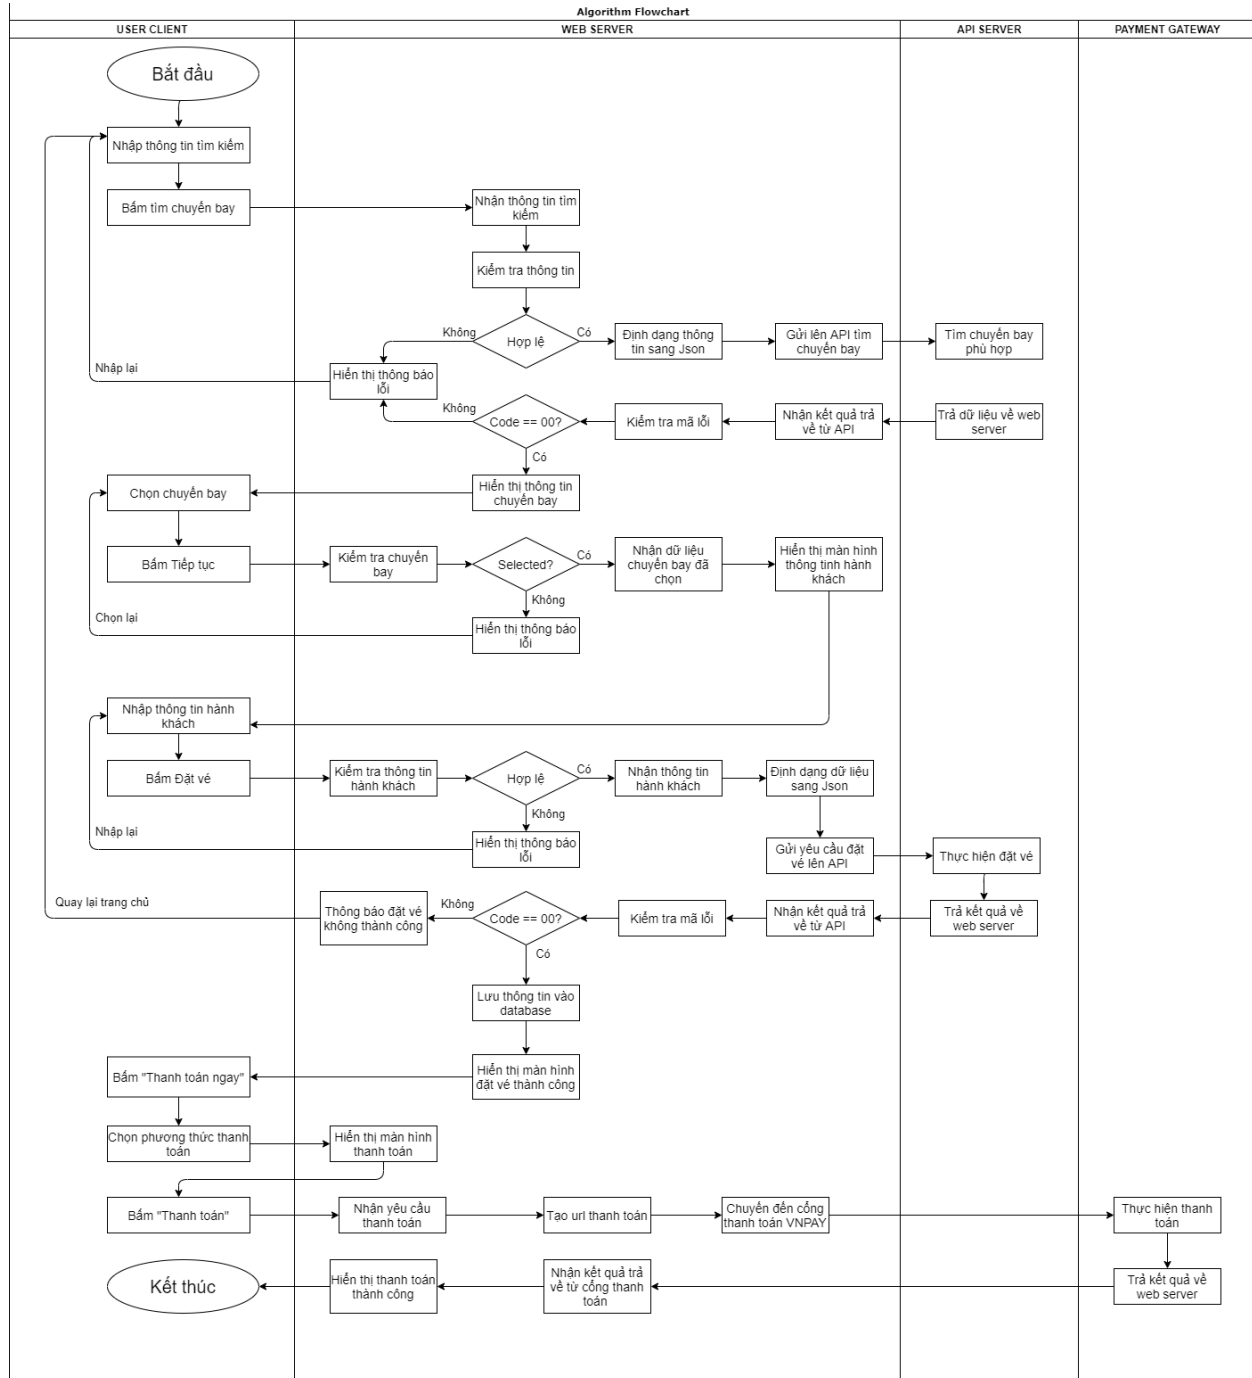 Algorithm Flowchart
USER CLIENT
WEB SERVER
API SERVER
PAYMENT GATEWAY
Bắt đầu
Nhập thông tin tìm kiếm
Bấm tìm chuyến bay
Nhận thông tin tìm
kiếm
Kiểm tra thông tin
Hợp lệ
Không
Có
Định dạng thông
tin sang Json
Gửi lên API tìm
chuyến bay
Tìm chuyến bay
phù hợp
Nhập lại
Hiển thị thông báo
lỗi
Không
Code == 00?
Kiểm tra mã lỗi
Nhận kết quả trả
về từ API
Trả dữ liệu về web
server
Có
Chọn chuyến bay
Hiển thị thông tin
chuyến bay
Bấm Tiếp tục
Kiểm tra chuyến
bay
Selected?
Có
Nhận dữ liệu
chuyến bay đã
chọn
Hiển thị màn hình
thông tinh hành
khách
Không
Chọn lại
Hiển thị thông báo
lỗi
Nhập thông tin hành
khách
Bấm Đặt vé
Kiểm tra thông tin
hành khách
Hợp lệ
Có
Nhận thông tin
hành khách
Định dạng dữ liệu
sang Json
Không
Nhập lại
Hiển thị thông báo
lỗi
Gửi yêu cầu đặt
vé lên API
Thực hiện đặt vé
Quay lại trang chủ
Thông báo đặt vé
không thành công
Không
Code == 00?
Kiểm tra mã lỗi
Nhận kết quả trả
về từ API
Trả kết quả về
web server
Có
Lưu thông tin vào
database
Bấm "Thanh toán ngay"
Hiển thị màn hình
đặt vé thành công
Chọn phương thức thanh
toán
Hiển thị màn hình
thanh toán
Bấm "Thanh toán"
Nhận yêu cầu
thanh toán
Tạo url thanh toán
Chuyển đến cổng
thanh toán VNPAY
Thực hiện thanh
toán
Kết thúc
Hiển thị thanh toán
thành công
Nhận kết quả trả
về từ cổng thanh
toán
Trả kết quả về
web server